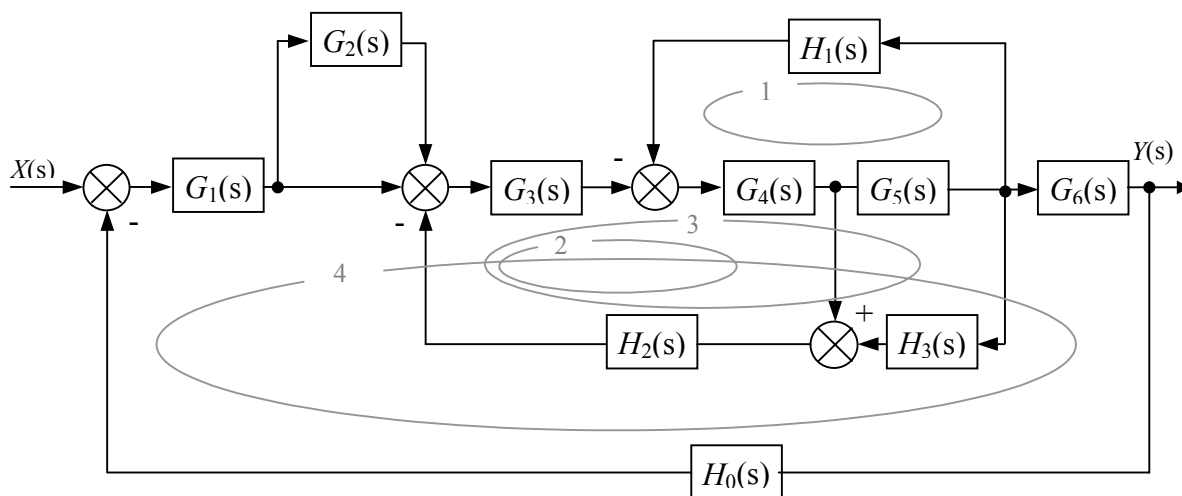 G2(s)
H1(s)
1
X(s)
-
G1(s)
-
G3(s)
-
G4(s)
G5(s)
G6(s)
Y(s)
3
2
4
+
H2(s)
H3(s)
H0(s)